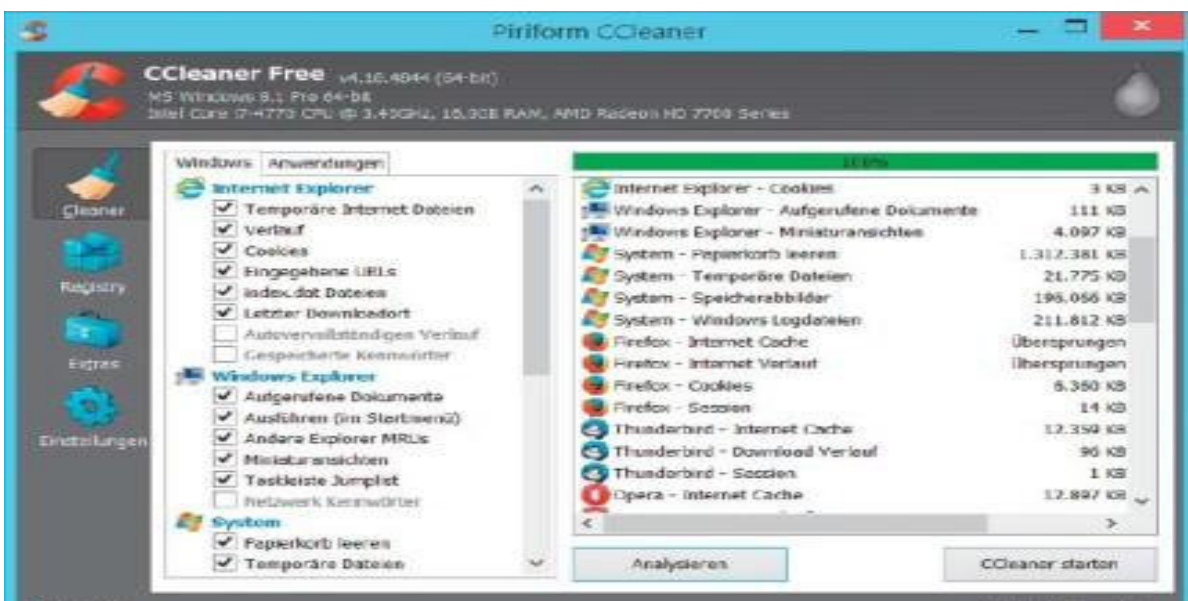 Piriform CCleaner
CCleaner Free v4.16.4844 (64-bit)
MS Windows 8.1 Pro 64-bit
Intel Core i7-4770 CPU @ 3.40GHz, 16,0GB RAM, AMD Radeon HD 7700 Series
Cleaner
Registry
Extras
Einstellungen
Windows Anwendungen
Internet Explorer
Temporäre Internet Dateien
Verlauf
Cookies
Eingegebene URLs
Index.dat Dateien
Letzter Downloadort
Autovervollständigen Verlauf
Gespeicherte Kennwörter
Windows Explorer
Aufgerufene Dokumente
Ausführen (im Startmenü)
Andere Explorer MRUs
Miniaturansichten
Taskleiste Jumplist
Netzwerk Kennwörter
System
Papierkorb leeren
Temporäre Dateien
100%
Internet Explorer - Cookies 3 KB
Windows Explorer - Aufgerufene Dokumente 111 KB
Windows Explorer - Miniaturansichten 4.097 KB
System - Papierkorb leeren 1.312.381 KB
System - Temporäre Dateien 21.775 KB
System - Speicherabbilder 196.066 KB
System - Windows Logdateien 211.812 KB
Firefox - Internet Cache Übersprungen
Firefox - Internet Verlauf Übersprungen
Firefox - Cookies 6.360 KB
Firefox - Session 14 KB
Thunderbird - Internet Cache 12.359 KB
Thunderbird - Download Verlauf 96 KB
Thunderbird - Session 1 KB
Opera - Internet Cache 12.897 KB
Analysieren
CCleaner starten